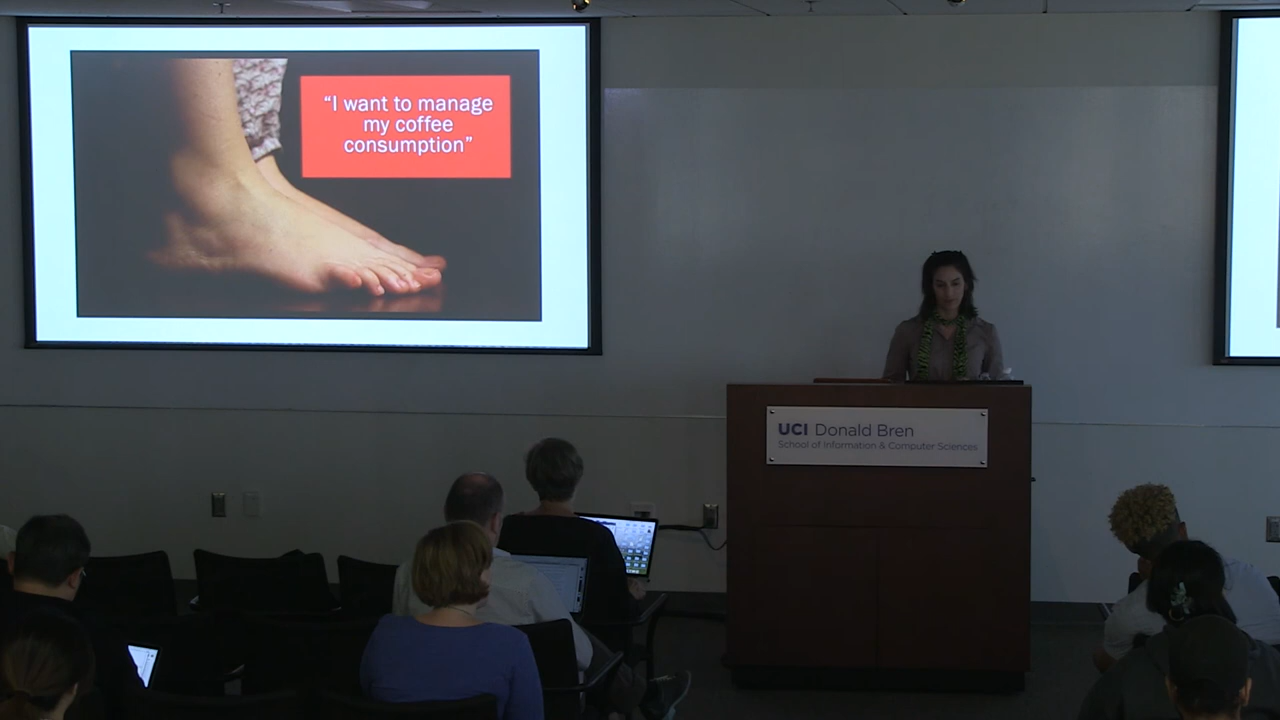 “I want to manage
my coffee
consumption”
UCI Donald Bren
School of Information & Computer Sciences